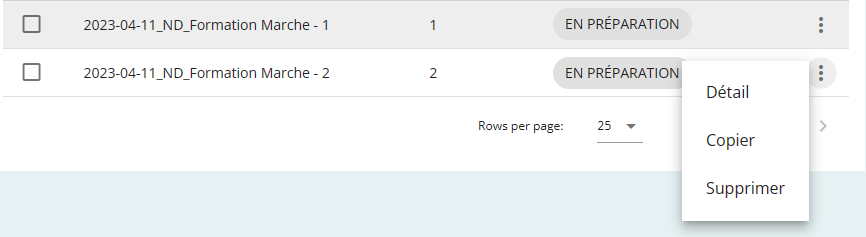 2023-04-11_ND_Formation Marche - 1 1 EN PRÉPARATION
2023-04-11_ND_Formation Marche - 2 2 EN PRÉPARATION
Détail
Rows per page: 25
Copier
Supprimer